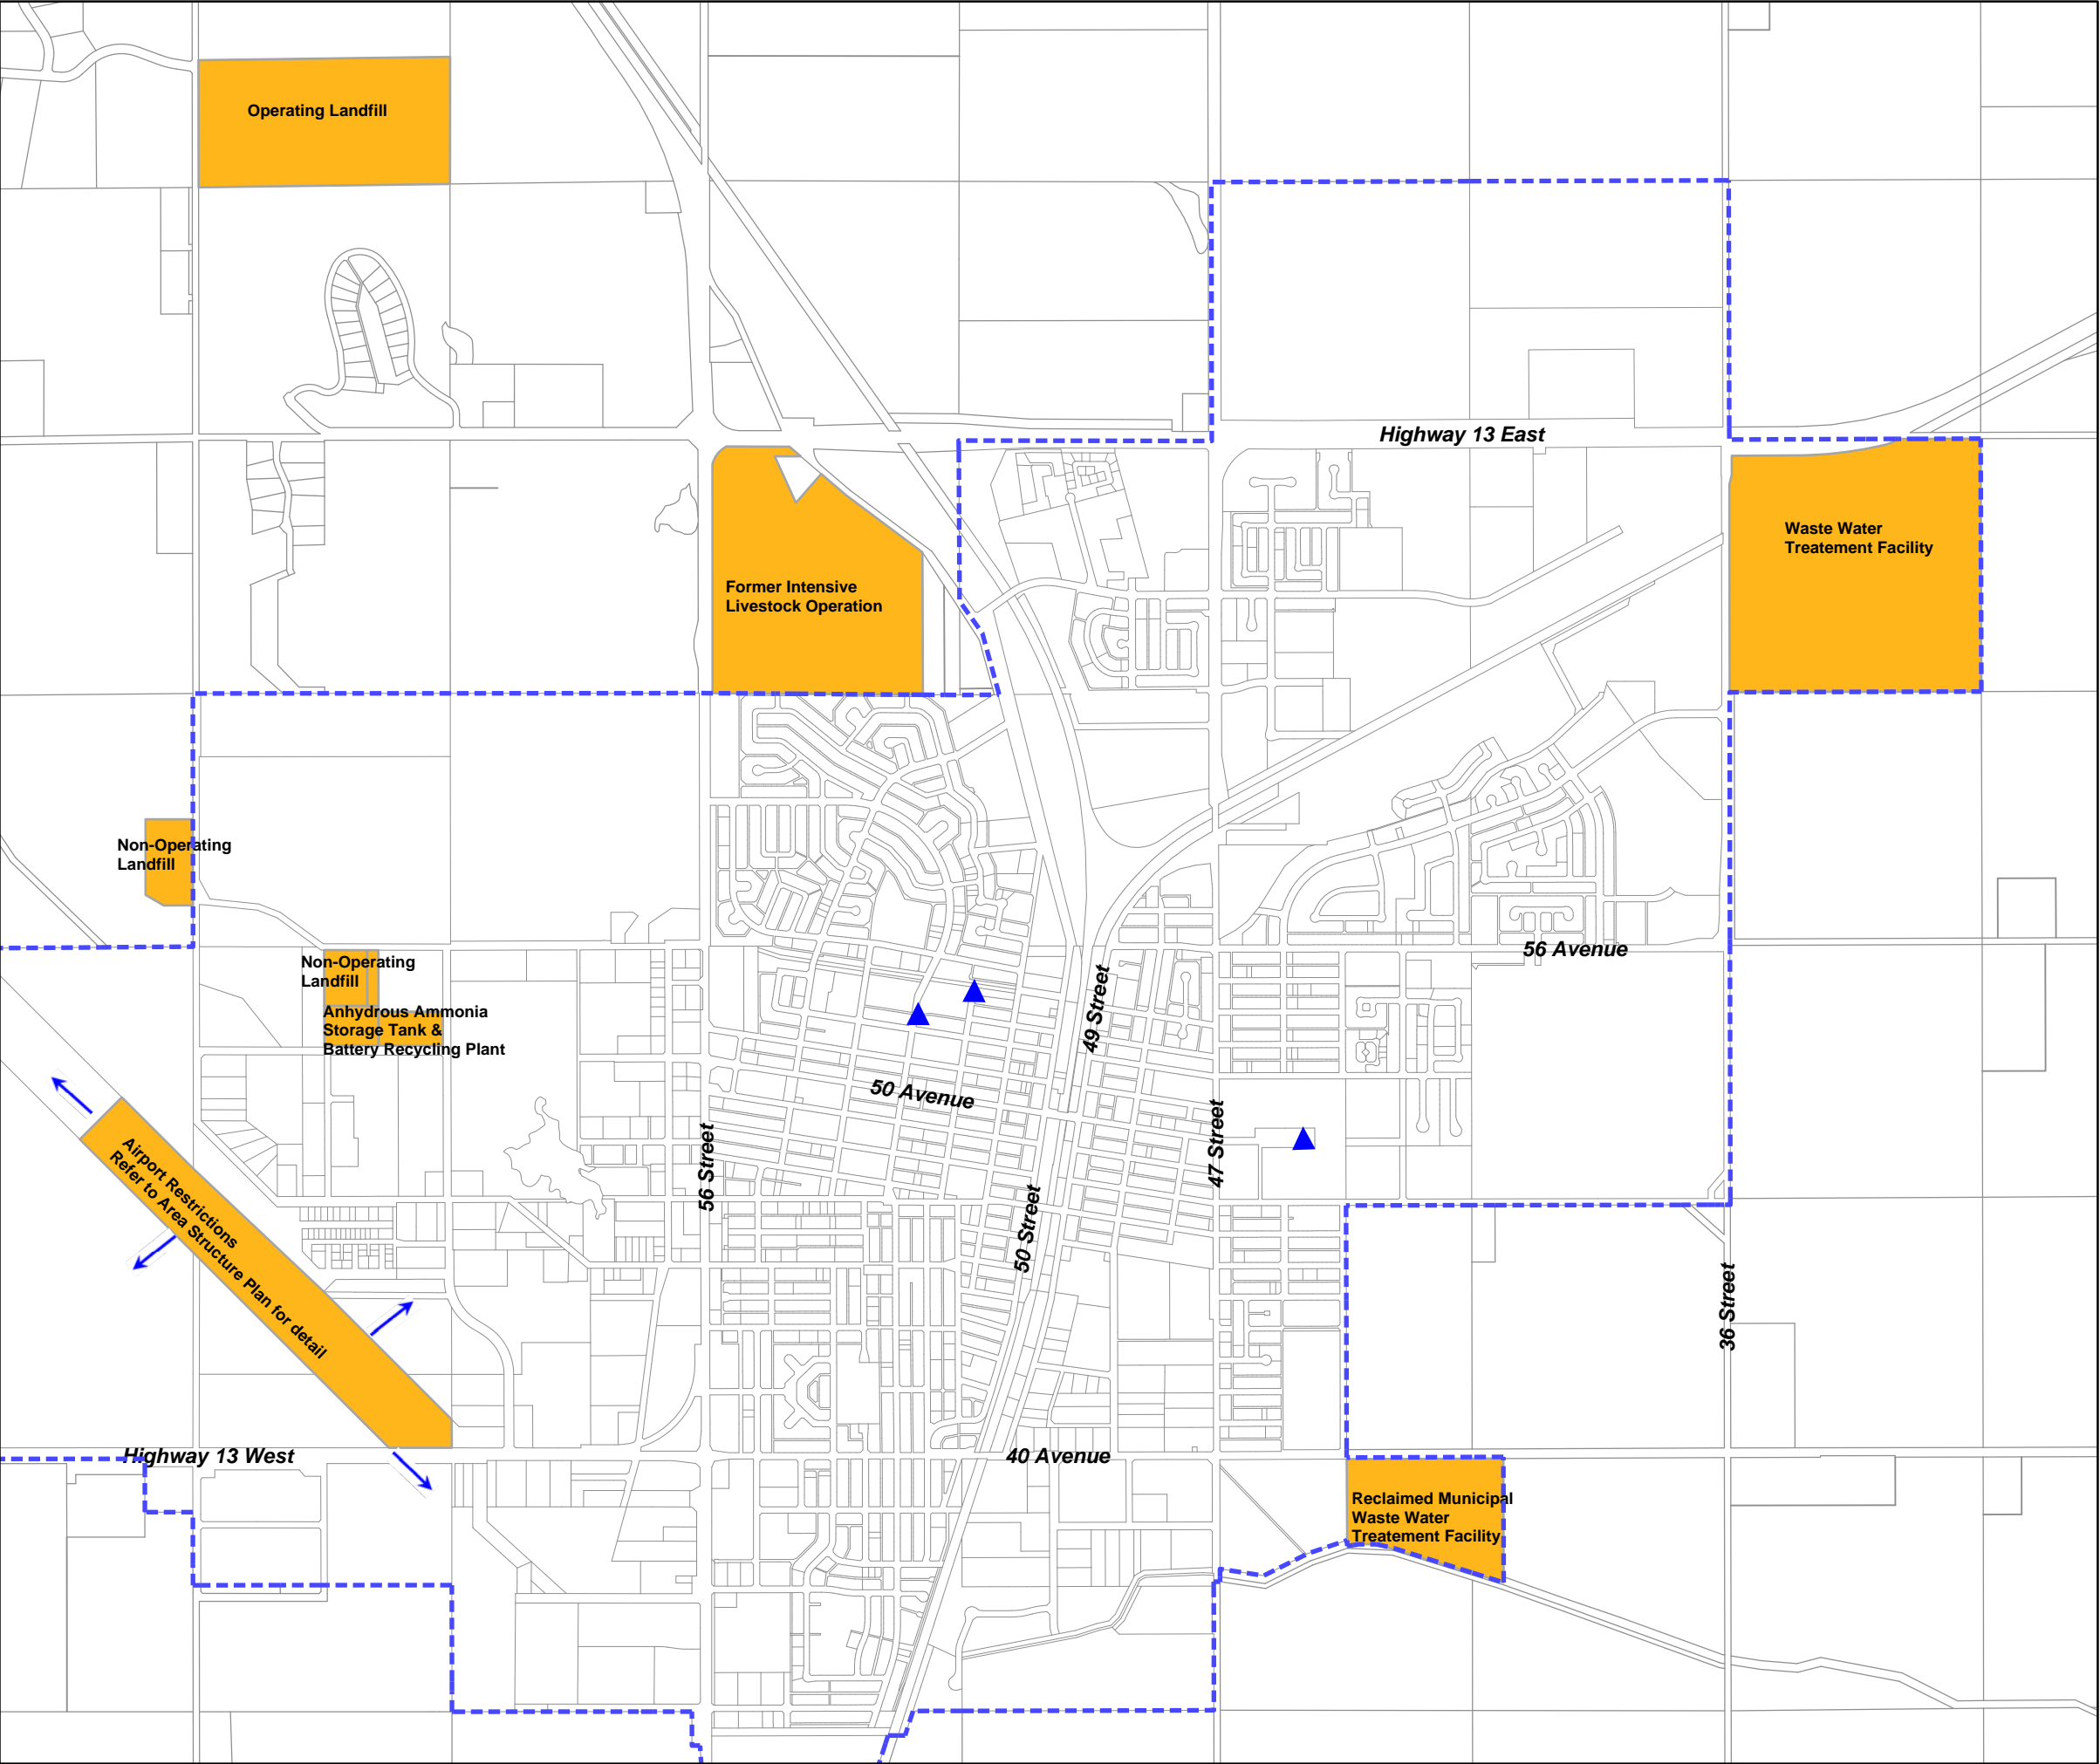 Operating Landfill
Highway 13 East
Waste Water
Treatement Facility
Former Intensive
Livestock Operation
Non-Operating
Landfill
56 Avenue
Non-Operating
Landfill
Anhydrous Ammonia
Storage Tank &
Battery Recycling Plant
49 Street
50 Avenue
56 Street
47 Street
50 Street
36 Street
Airport Restrictions
Refer to Area Structure Plan for detail
Highway 13 West
40 Avenue
Reclaimed Municipal
Waste Water
Treatement Facility